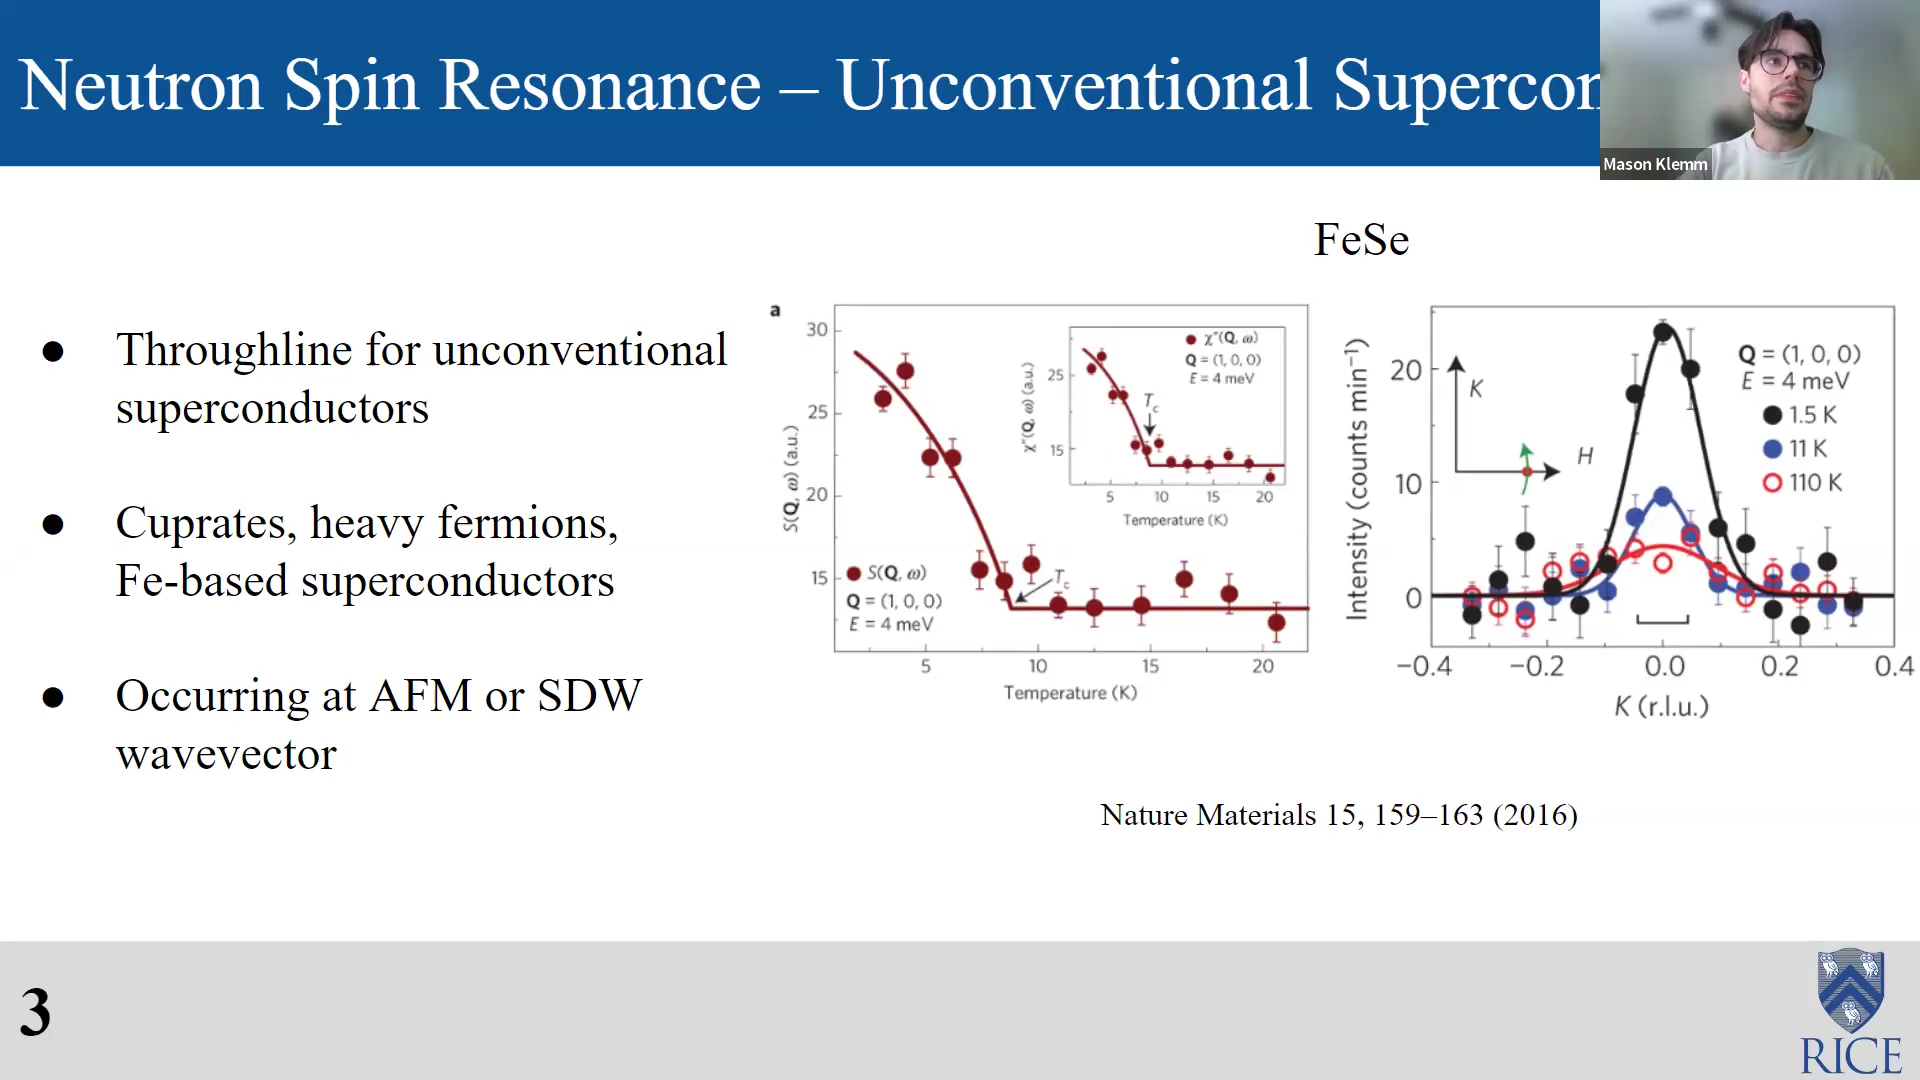 Neutron Spin Resonance – Unconventional Supercon
Mason Klemm
FeSe
● Throughline for unconventional
superconductors
● Cuprates, heavy fermions,
Fe-based superconductors
● Occurring at AFM or SDW
wavevector
a
30
25
20
15
S(Q, ω) (a.u.)
S(Q, ω)
Q = (1, 0, 0)
E = 4 meV
Tc
5 10 15 20
Temperature (K)
χ″(Q, ω) (a.u.)
25
15
χ″(Q, ω)
Q = (1, 0, 0)
E = 4 meV
Tc
5 10 15 20
Temperature (K)
Intensity (counts min⁻¹)
20
10
0
K
H
Q = (1, 0, 0)
E = 4 meV
1.5 K
11 K
110 K
−0.4 −0.2 0.0 0.2 0.4
K (r.l.u.)
Nature Materials 15, 159–163 (2016)
3
RICE